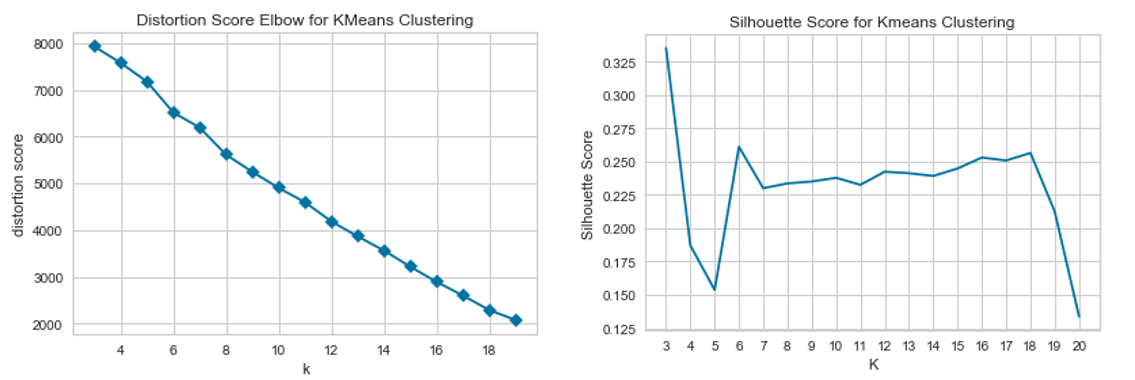 Distortion Score Elbow for KMeans Clustering
8000
7000
6000
5000
4000
3000
2000
distortion score
4 6 8 10 12 14 16 18
k
Silhouette Score for Kmeans Clustering
0.325
0.300
0.275
0.250
0.225
0.200
0.175
0.150
0.125
Silhouette Score
3 4 5 6 7 8 9 10 11 12 13 14 15 16 17 18 19 20
K